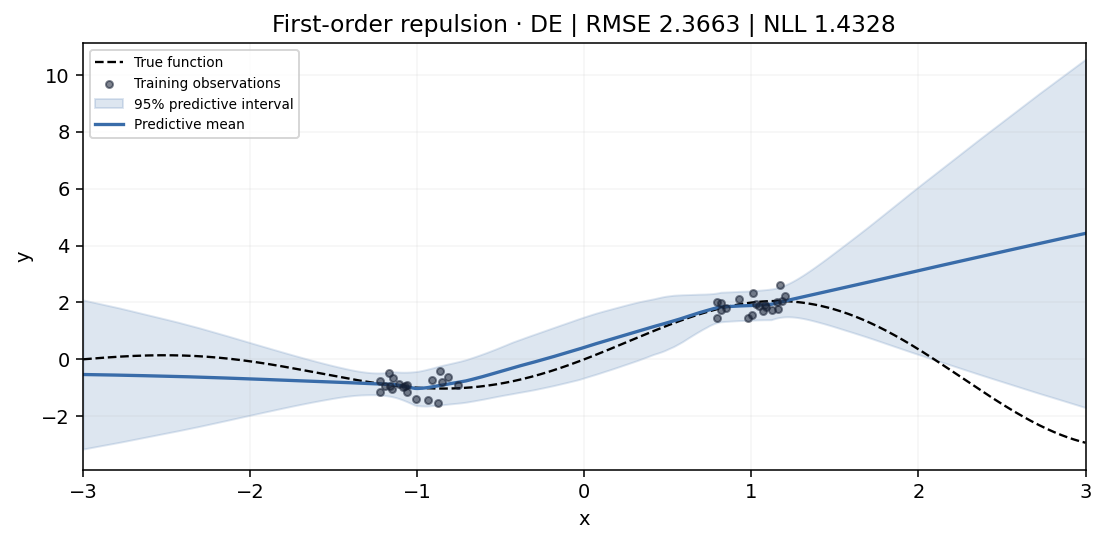 First-order repulsion · DE | RMSE 2.3663 | NLL 1.4328
True function
Training observations
95% predictive interval
Predictive mean
10
8
6
4
2
0
−2
y
−3
−2
−1
0
1
2
3
x